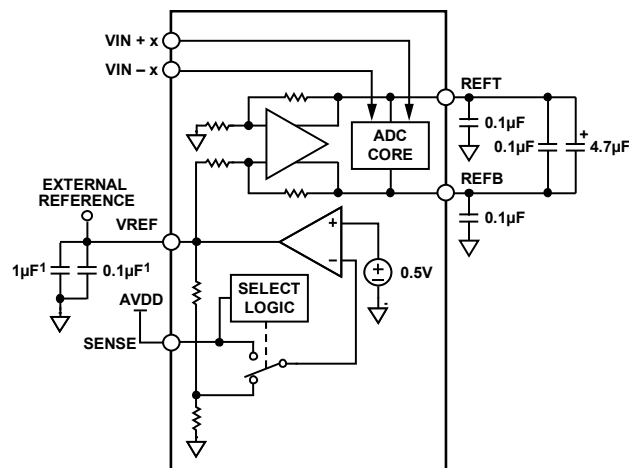 VIN + x
VIN – x
REFT
ADC
CORE
0.1µF
0.1µF
+
4.7µF
REFB
0.1µF
EXTERNAL
REFERENCE
VREF
+
–
+
–
0.5V
1µF¹
0.1µF¹
SELECT
LOGIC
AVDD
SENSE